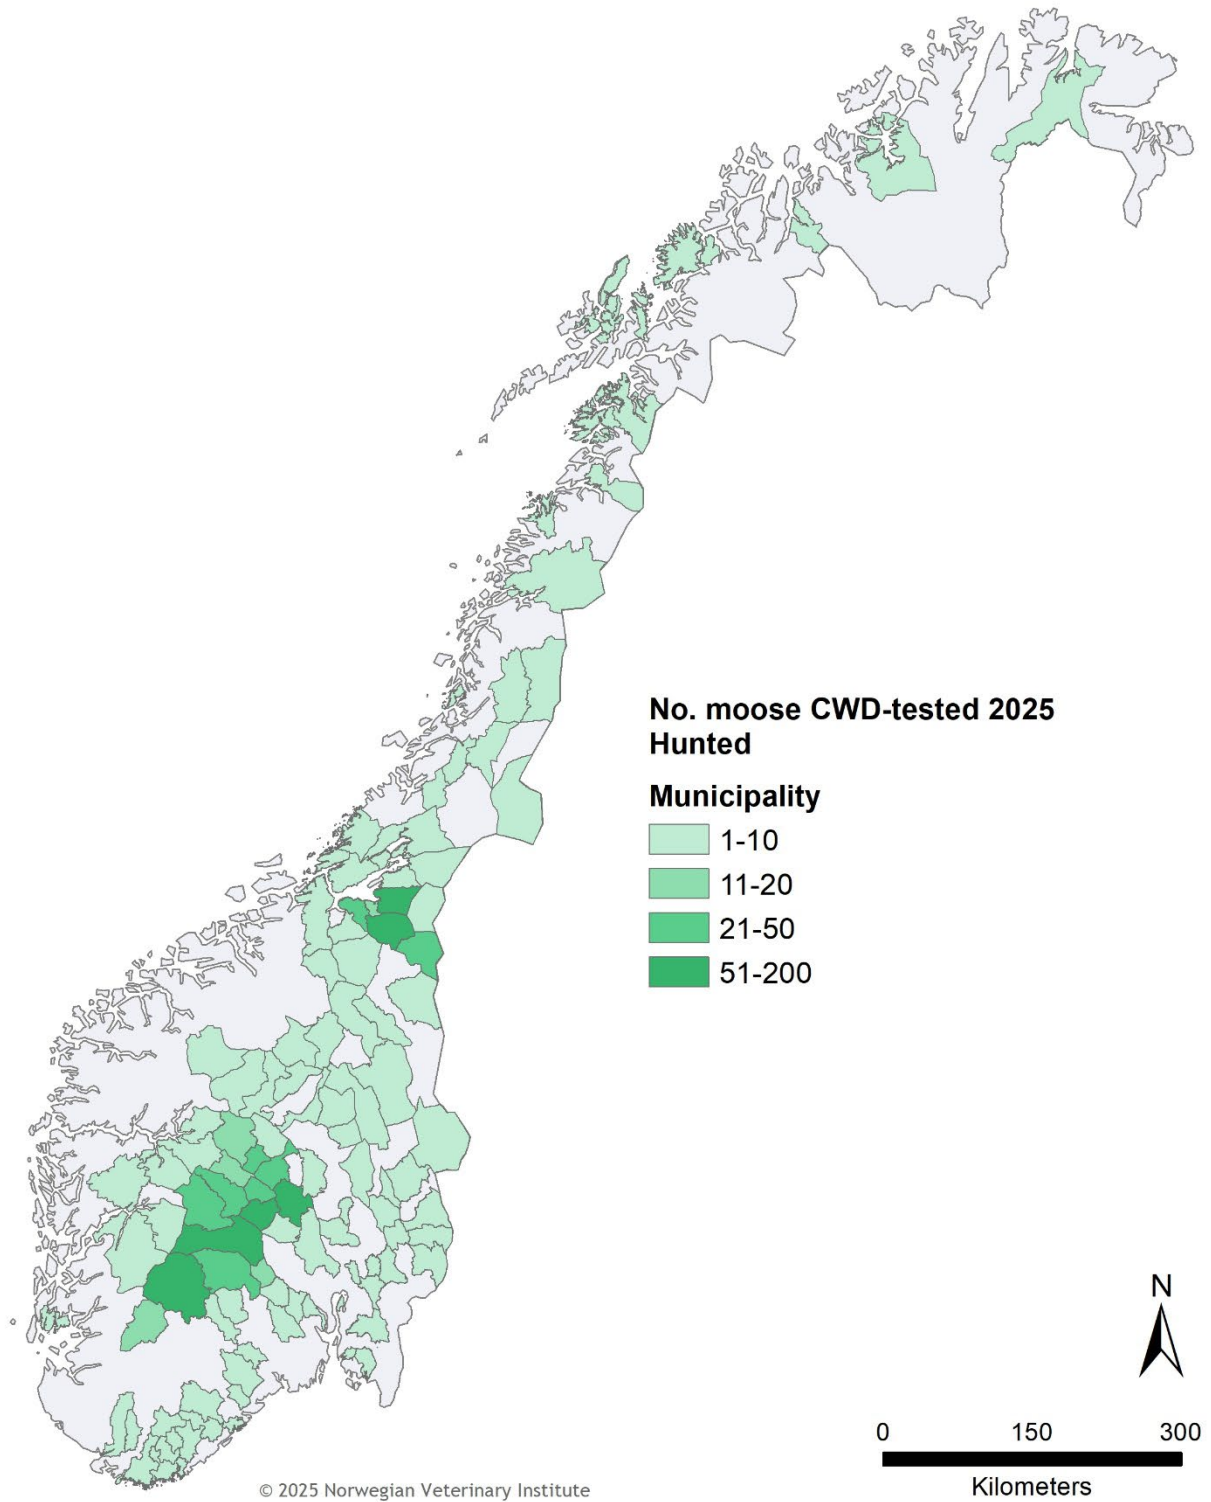 No. moose CWD-tested 2025
Hunted
Municipality
1-10
11-20
21-50
51-200
N
0 150 300
Kilometers
© 2025 Norwegian Veterinary Institute